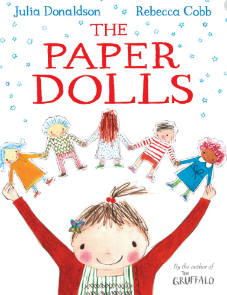 Julia Donaldson Rebecca Cobb
THE
PAPER
DOLLS
By the author of
THE
GRUFFALO